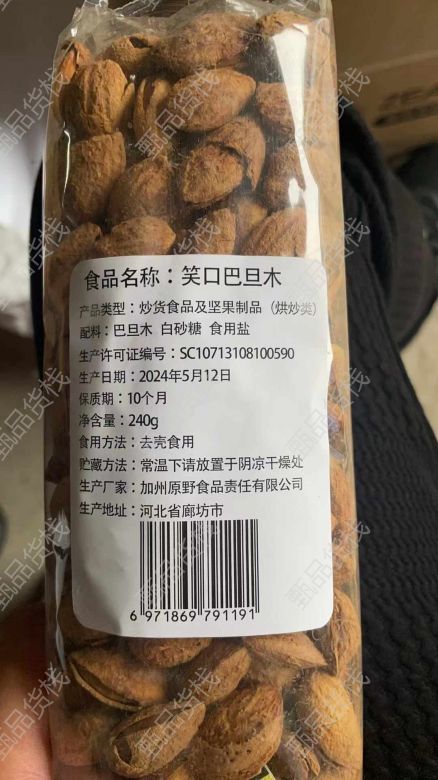 食品名称：笑口巴旦木
产品类型：炒货食品及坚果制品（烘炒类）
配料：巴旦木 白砂糖 食用盐
生产许可证编号：SC10713108100590
生产日期：2024年5月12日
保质期：10个月
净含量：240g
食用方法：去壳食用
贮藏方法：常温下请放置于阴凉干燥处
生产厂家：加州原野食品责任有限公司
生产地址：河北省廊坊市
6 971869 791191
甄品货栈